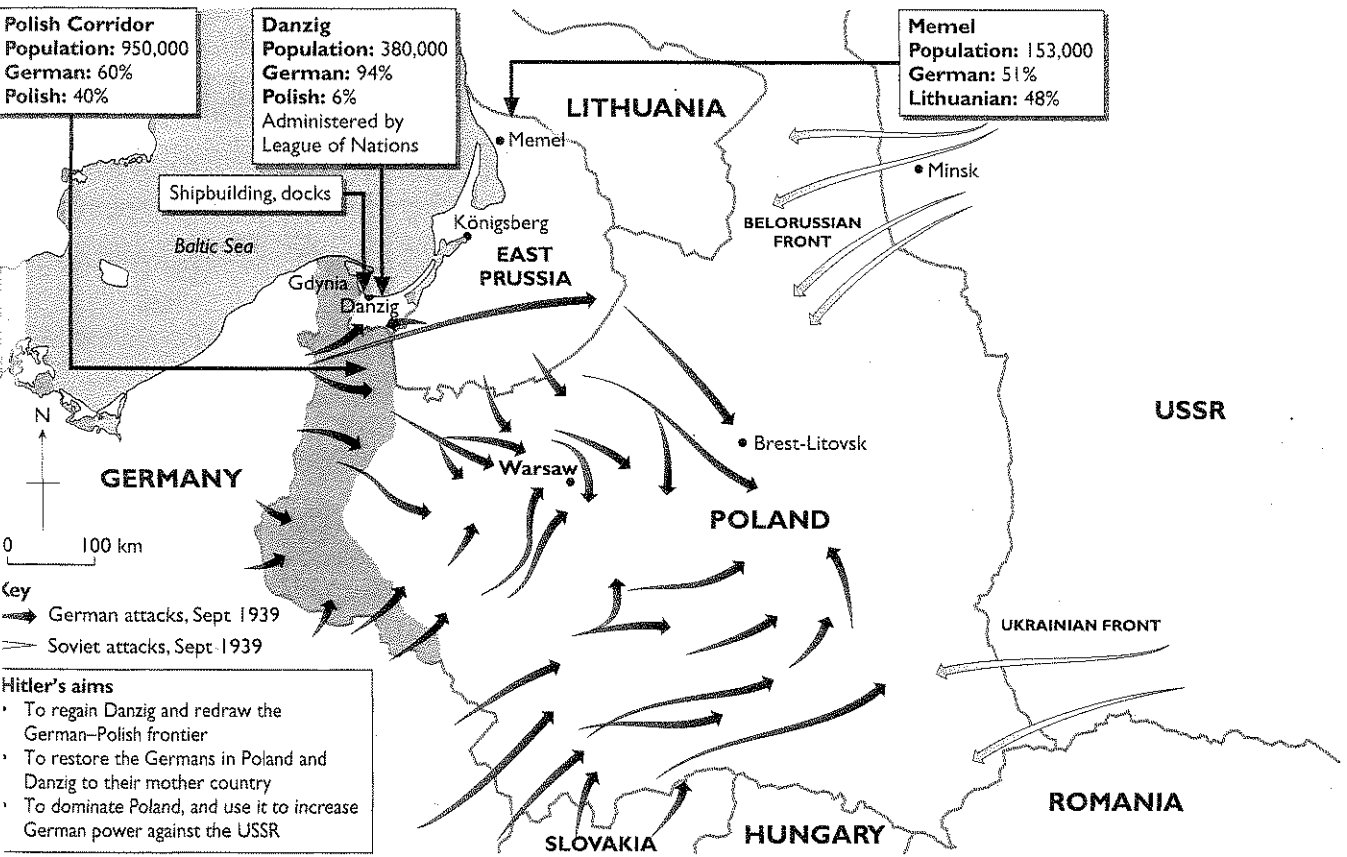 Polish Corridor
Population: 950,000
German: 60%
Polish: 40%
Danzig
Population: 380,000
German: 94%
Polish: 6%
Administered by
League of Nations
Memel
Population: 153,000
German: 51%
Lithuanian: 48%
Shipbuilding, docks
LITHUANIA
Memel
Minsk
BELORUSSIAN
FRONT
Königsberg
Baltic Sea
EAST
PRUSSIA
Gdynia
Danzig
N
USSR
Brest-Litovsk
GERMANY
Warsaw
POLAND
0 100 km
Key
German attacks, Sept 1939
Soviet attacks, Sept 1939
UKRAINIAN FRONT
Hitler's aims
• To regain Danzig and redraw the
German–Polish frontier
• To restore the Germans in Poland and
Danzig to their mother country
• To dominate Poland, and use it to increase
German power against the USSR
SLOVAKIA
HUNGARY
ROMANIA